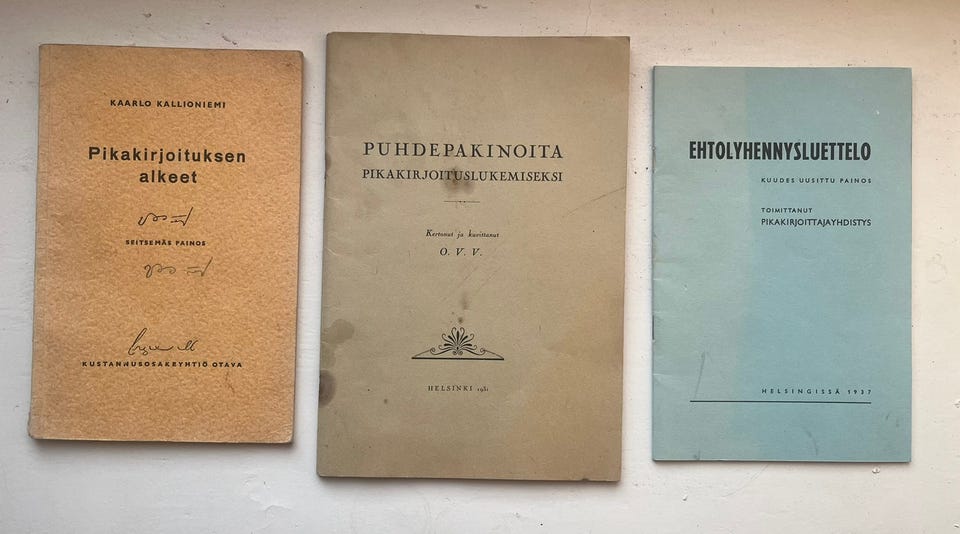 KAARLO KALLIONIEMI
Pikakirjoituksen
alkeet
SEITSEMÄS PAINOS
KUSTANNUSOSAKEYHTIÖ OTAVA
PUHDEPAKINOITA
PIKAKIRJOITUSLUKEMISEKSI
Kertonut ja kuvittanut
O. V. V.
HELSINKI 1931
EHTOLYHENNYSLUETTELO
KUUDES UUSITTU PAINOS
TOIMITTANUT
PIKAKIRJOITTAJAYHDISTYS
HELSINGISSÄ 1937